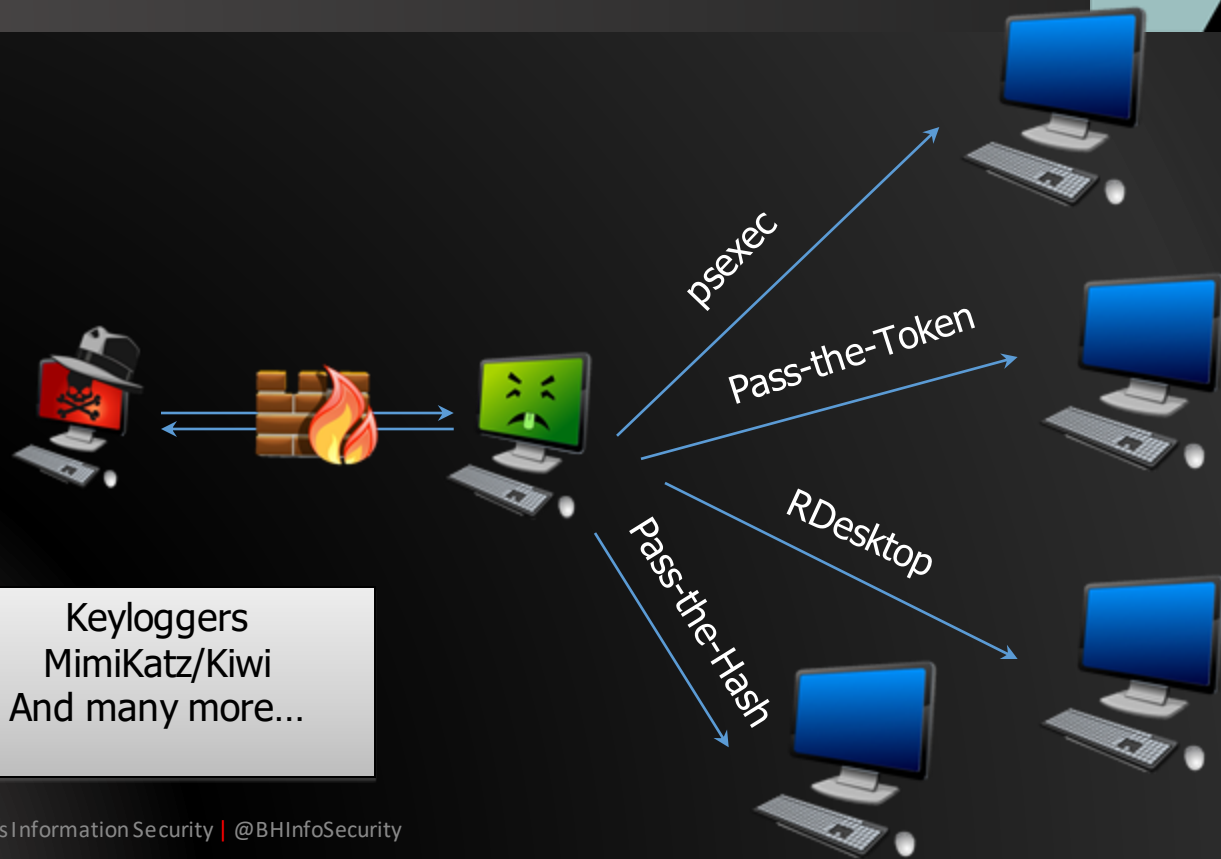 psexec
Pass-the-Token
RDesktop
Pass-the-Hash
Keyloggers
MimiKatz/Kiwi
And many more…
s Information Security | @BHInfoSecurity